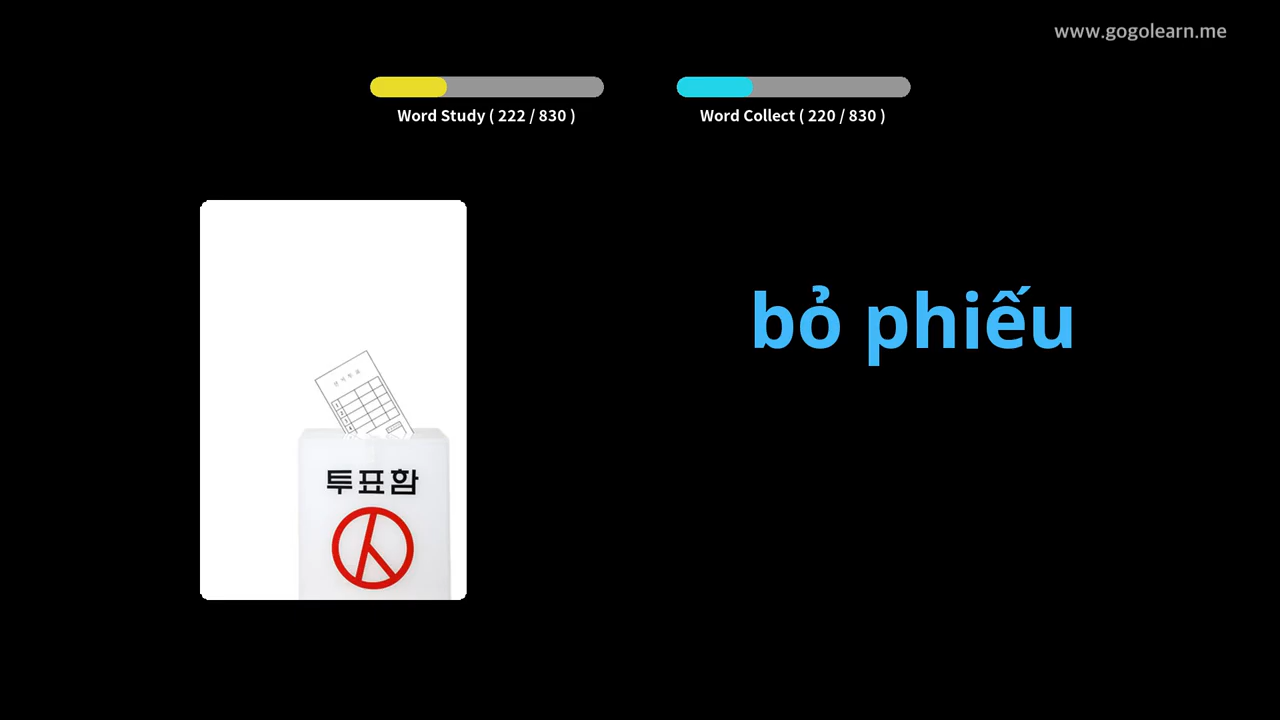 www.gogolearn.me
Word Study ( 222 / 830 )
Word Collect ( 220 / 830 )
bỏ phiếu
투표함